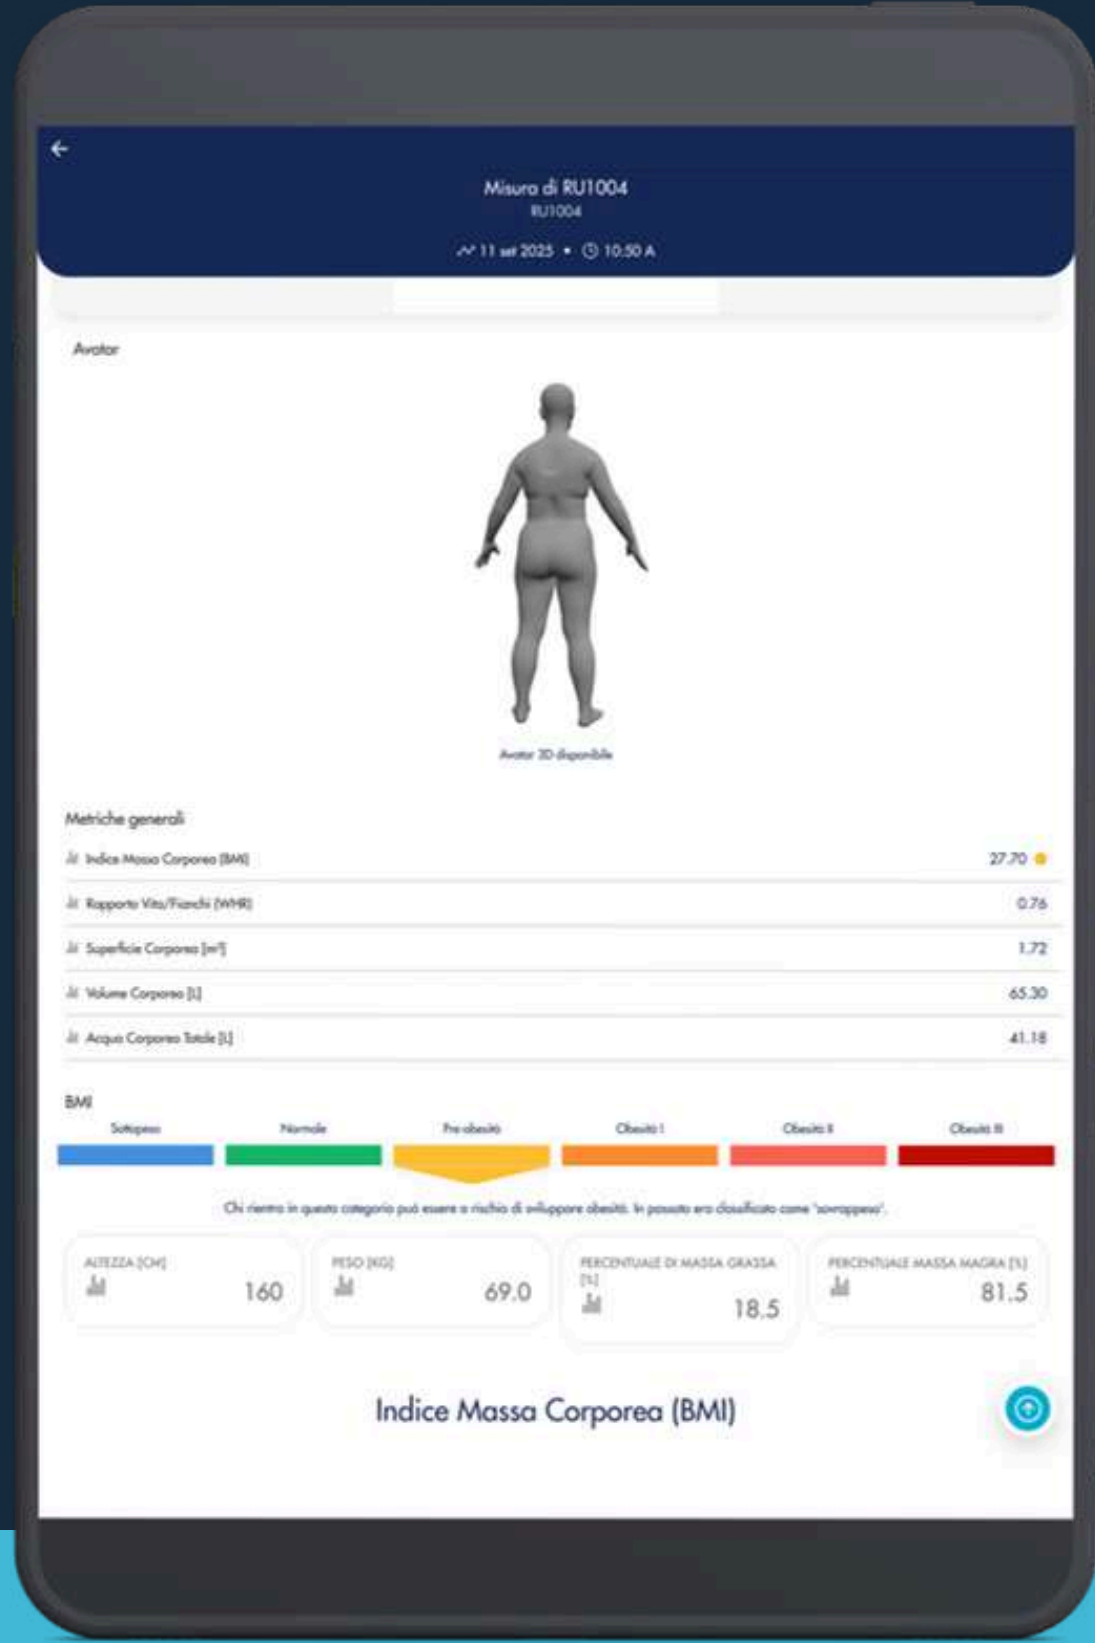 Misura di RU1004
RU1004
11 set 2025 • 10:50 A
Avatar
Avatar 3D disponibile
Metriche generali
Indice Massa Corporea (BMI) 27.70
Rapporto Vita/Fianchi (WHR) 0.76
Superficie Corporea [m²] 1.72
Volume Corporeo [L] 65.30
Acqua Corporea Totale [L] 41.18
BMI
Sottopeso Normale Pre-obesità Obesità I Obesità II Obesità III
Chi rientra in questa categoria può essere a rischio di sviluppare obesità. In passato era classificato come 'sovrappeso'.
ALTEZZA [CM]
160
PESO [KG]
69.0
PERCENTUALE DI MASSA GRASSA
[%]
18.5
PERCENTUALE MASSA MAGRA [%]
81.5
Indice Massa Corporea (BMI)